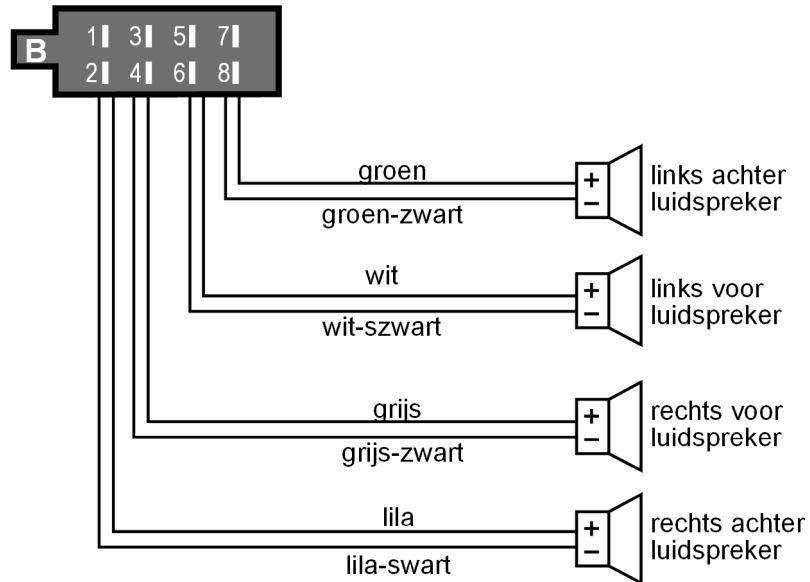 B
1 3 5 7
2 4 6 8
groen
groen-zwart
+
−
links achter
luidspreker
wit
wit-szwart
+
−
links voor
luidspreker
grijs
grijs-zwart
+
−
rechts voor
luidspreker
lila
lila-swart
+
−
rechts achter
luidspreker